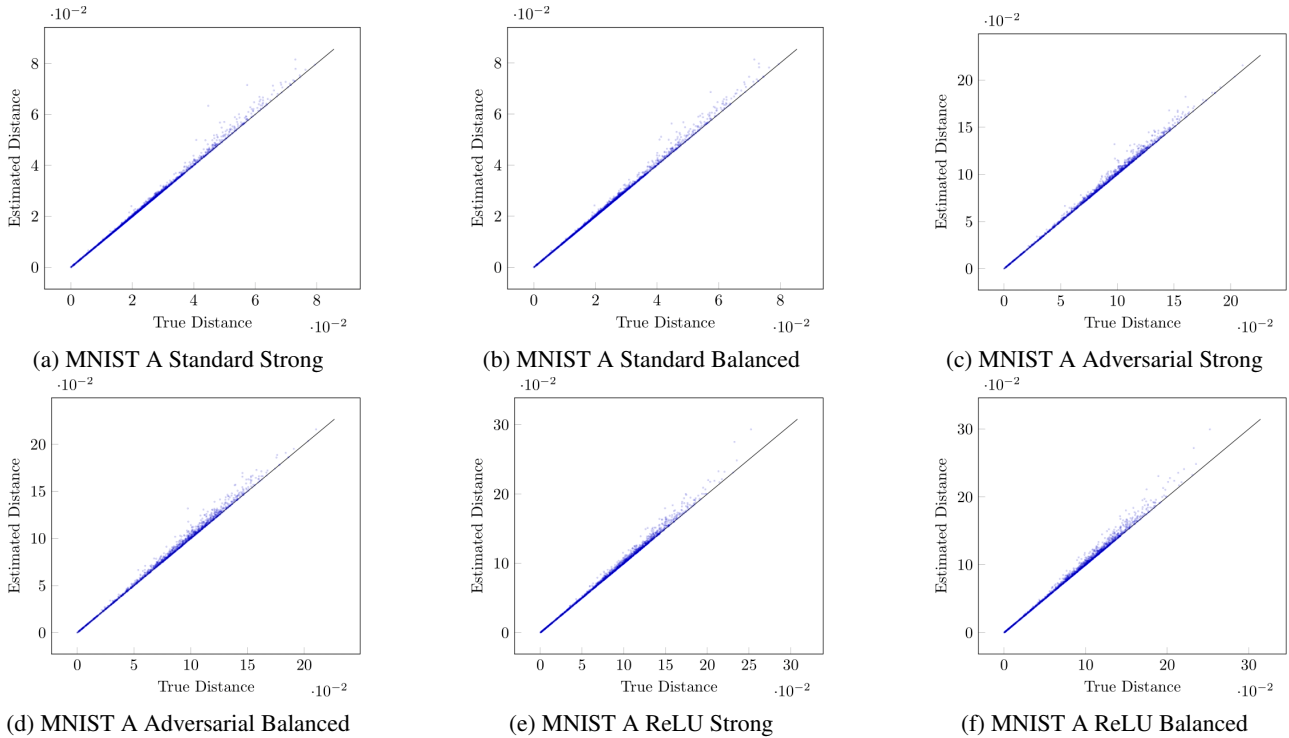 ·10⁻²
8
6
4
2
0
Estimated Distance
0 2 4 6 8
True Distance
·10⁻²
(a) MNIST A Standard Strong
·10⁻²
8
6
4
2
0
Estimated Distance
0 2 4 6 8
True Distance
·10⁻²
(b) MNIST A Standard Balanced
·10⁻²
20
15
10
5
0
Estimated Distance
0 5 10 15 20
True Distance
·10⁻²
(c) MNIST A Adversarial Strong
·10⁻²
20
15
10
5
0
Estimated Distance
0 5 10 15 20
True Distance
·10⁻²
(d) MNIST A Adversarial Balanced
·10⁻²
30
20
10
0
Estimated Distance
0 5 10 15 20 25 30
True Distance
·10⁻²
(e) MNIST A ReLU Strong
·10⁻²
30
20
10
0
Estimated Distance
0 10 20 30
True Distance
·10⁻²
(f) MNIST A ReLU Balanced